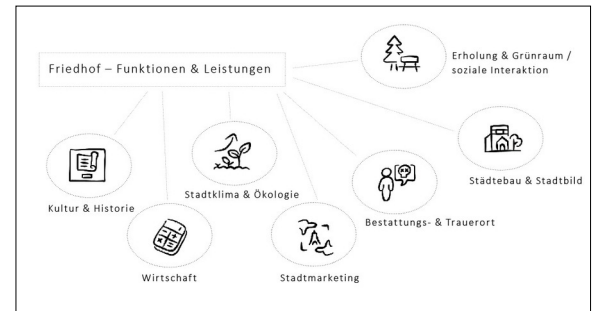 Friedhof – Funktionen & Leistungen
Erholung & Grünraum /
soziale Interaktion
Städtebau & Stadtbild
Stadtklima & Ökologie
Kultur & Historie
Bestattungs- & Trauerort
Wirtschaft
Stadtmarketing